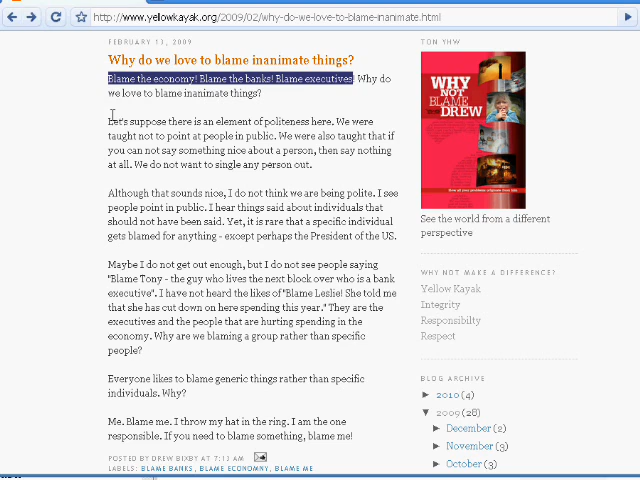 http://www.yellowkayak.org/2009/02/why-do-we-love-to-blame-inanimate.html
FEBRUARY 13, 2009
Why do we love to blame inanimate things?
Blame the economy! Blame the banks! Blame executives! Why do
we love to blame inanimate things?
Let's suppose there is an element of politeness here. We were
taught not to point at people in public. We were also taught that if
you can not say something nice about a person, then say nothing
at all. We do not want to single any person out.
Although that sounds nice, I do not think we are being polite. I see
people point in public. I hear things said about individuals that
should not have been said. Yet, it is rare that a specific individual
gets blamed for anything - except perhaps the President of the US.
Maybe I do not get out enough, but I do not see people saying
"Blame Tony - the guy who lives the next block over who is a bank
executive". I have not heard the likes of "Blame Leslie! She told me
that she has cut down on here spending this year." They are the
executives and the people that are hurting spending in the
economy. Why are we blaming a group rather than specific
people?
Everyone likes to blame generic things rather than specific
individuals. Why?
Me. Blame me. I throw my hat in the ring. I am the one
responsible. If you need to blame something, blame me!
POSTED BY DREW BIXBY AT 7:13 AM
LABELS: BLAME BANKS, BLAME ECONOMNY, BLAME ME
TON YHW
WHY
NOT
BLAME
DREW
See the world from a different
perspective
WHY NOT MAKE A DIFFERENCE?
Yellow Kayak
Integrity
Responsibilty
Respect
BLOG ARCHIVE
► 2010 (4)
▼ 2009 (28)
► December (2)
► November (3)
► October (3)